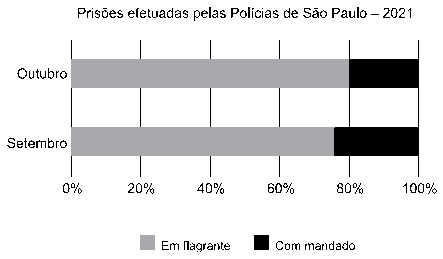 Prisões efetuadas pelas Polícias de São Paulo – 2021
Outubro
Setembro
0% 20% 40% 60% 80% 100%
Em flagrante Com mandado